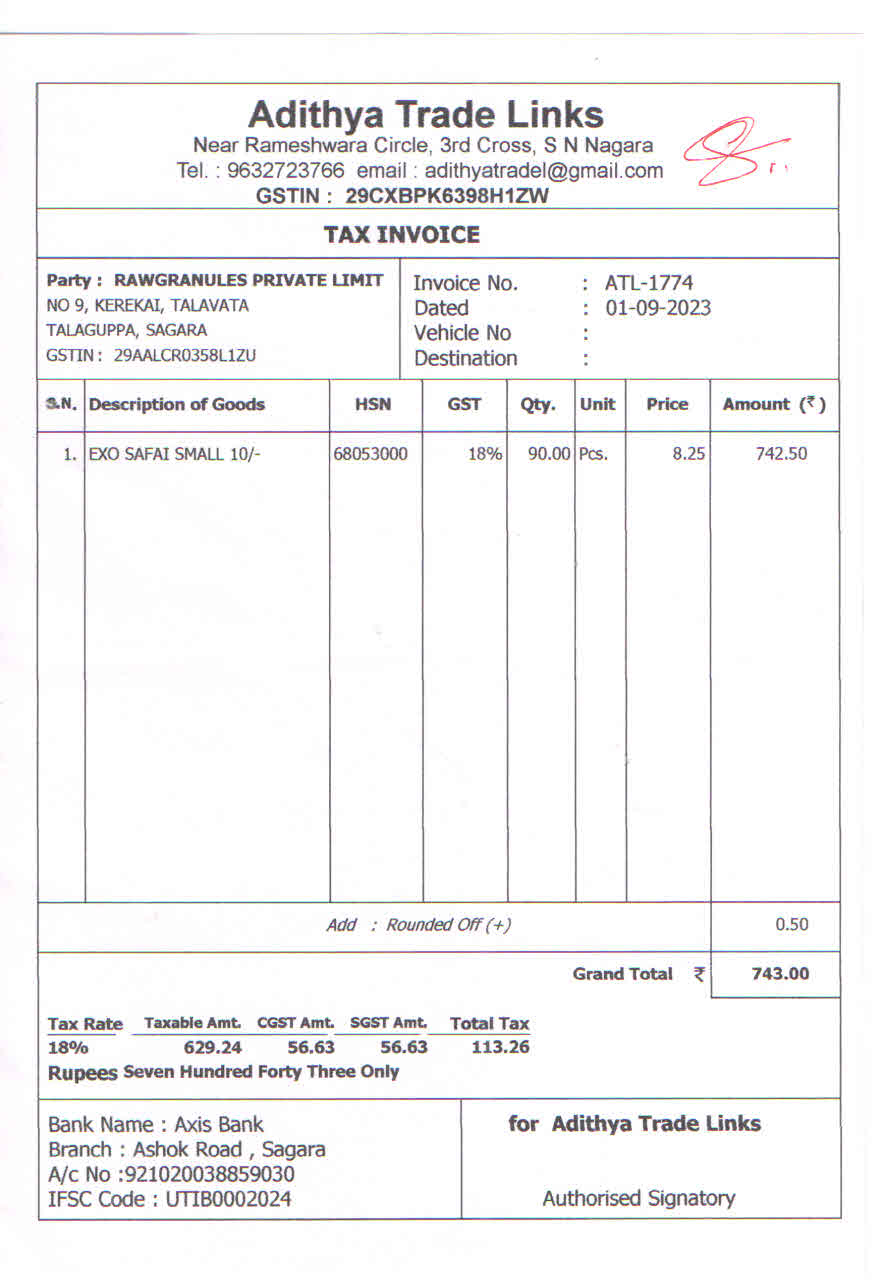 Adithya Trade Links
Near Rameshwara Circle, 3rd Cross, S N Nagara
Tel. : 9632723766 email : adithyatradel@gmail.com
GSTIN : 29CXBPK6398H1ZW
TAX INVOICE
Party : RAWGRANULES PRIVATE LIMIT
NO 9, KEREKAI, TALAVATA
TALAGUPPA, SAGARA
GSTIN : 29AALCR0358L1ZU
Invoice No. : ATL-1774
Dated : 01-09-2023
Vehicle No :
Destination :
S.N. Description of Goods HSN GST Qty. Unit Price Amount (₹)
1. EXO SAFAI SMALL 10/- 68053000 18% 90.00 Pcs. 8.25 742.50
Add : Rounded Off (+) 0.50
Grand Total ₹ 743.00
Tax Rate Taxable Amt. CGST Amt. SGST Amt. Total Tax
18% 629.24 56.63 56.63 113.26
Rupees Seven Hundred Forty Three Only
Bank Name : Axis Bank
Branch : Ashok Road , Sagara
A/c No :921020038859030
IFSC Code : UTIB0002024
for Adithya Trade Links
Authorised Signatory